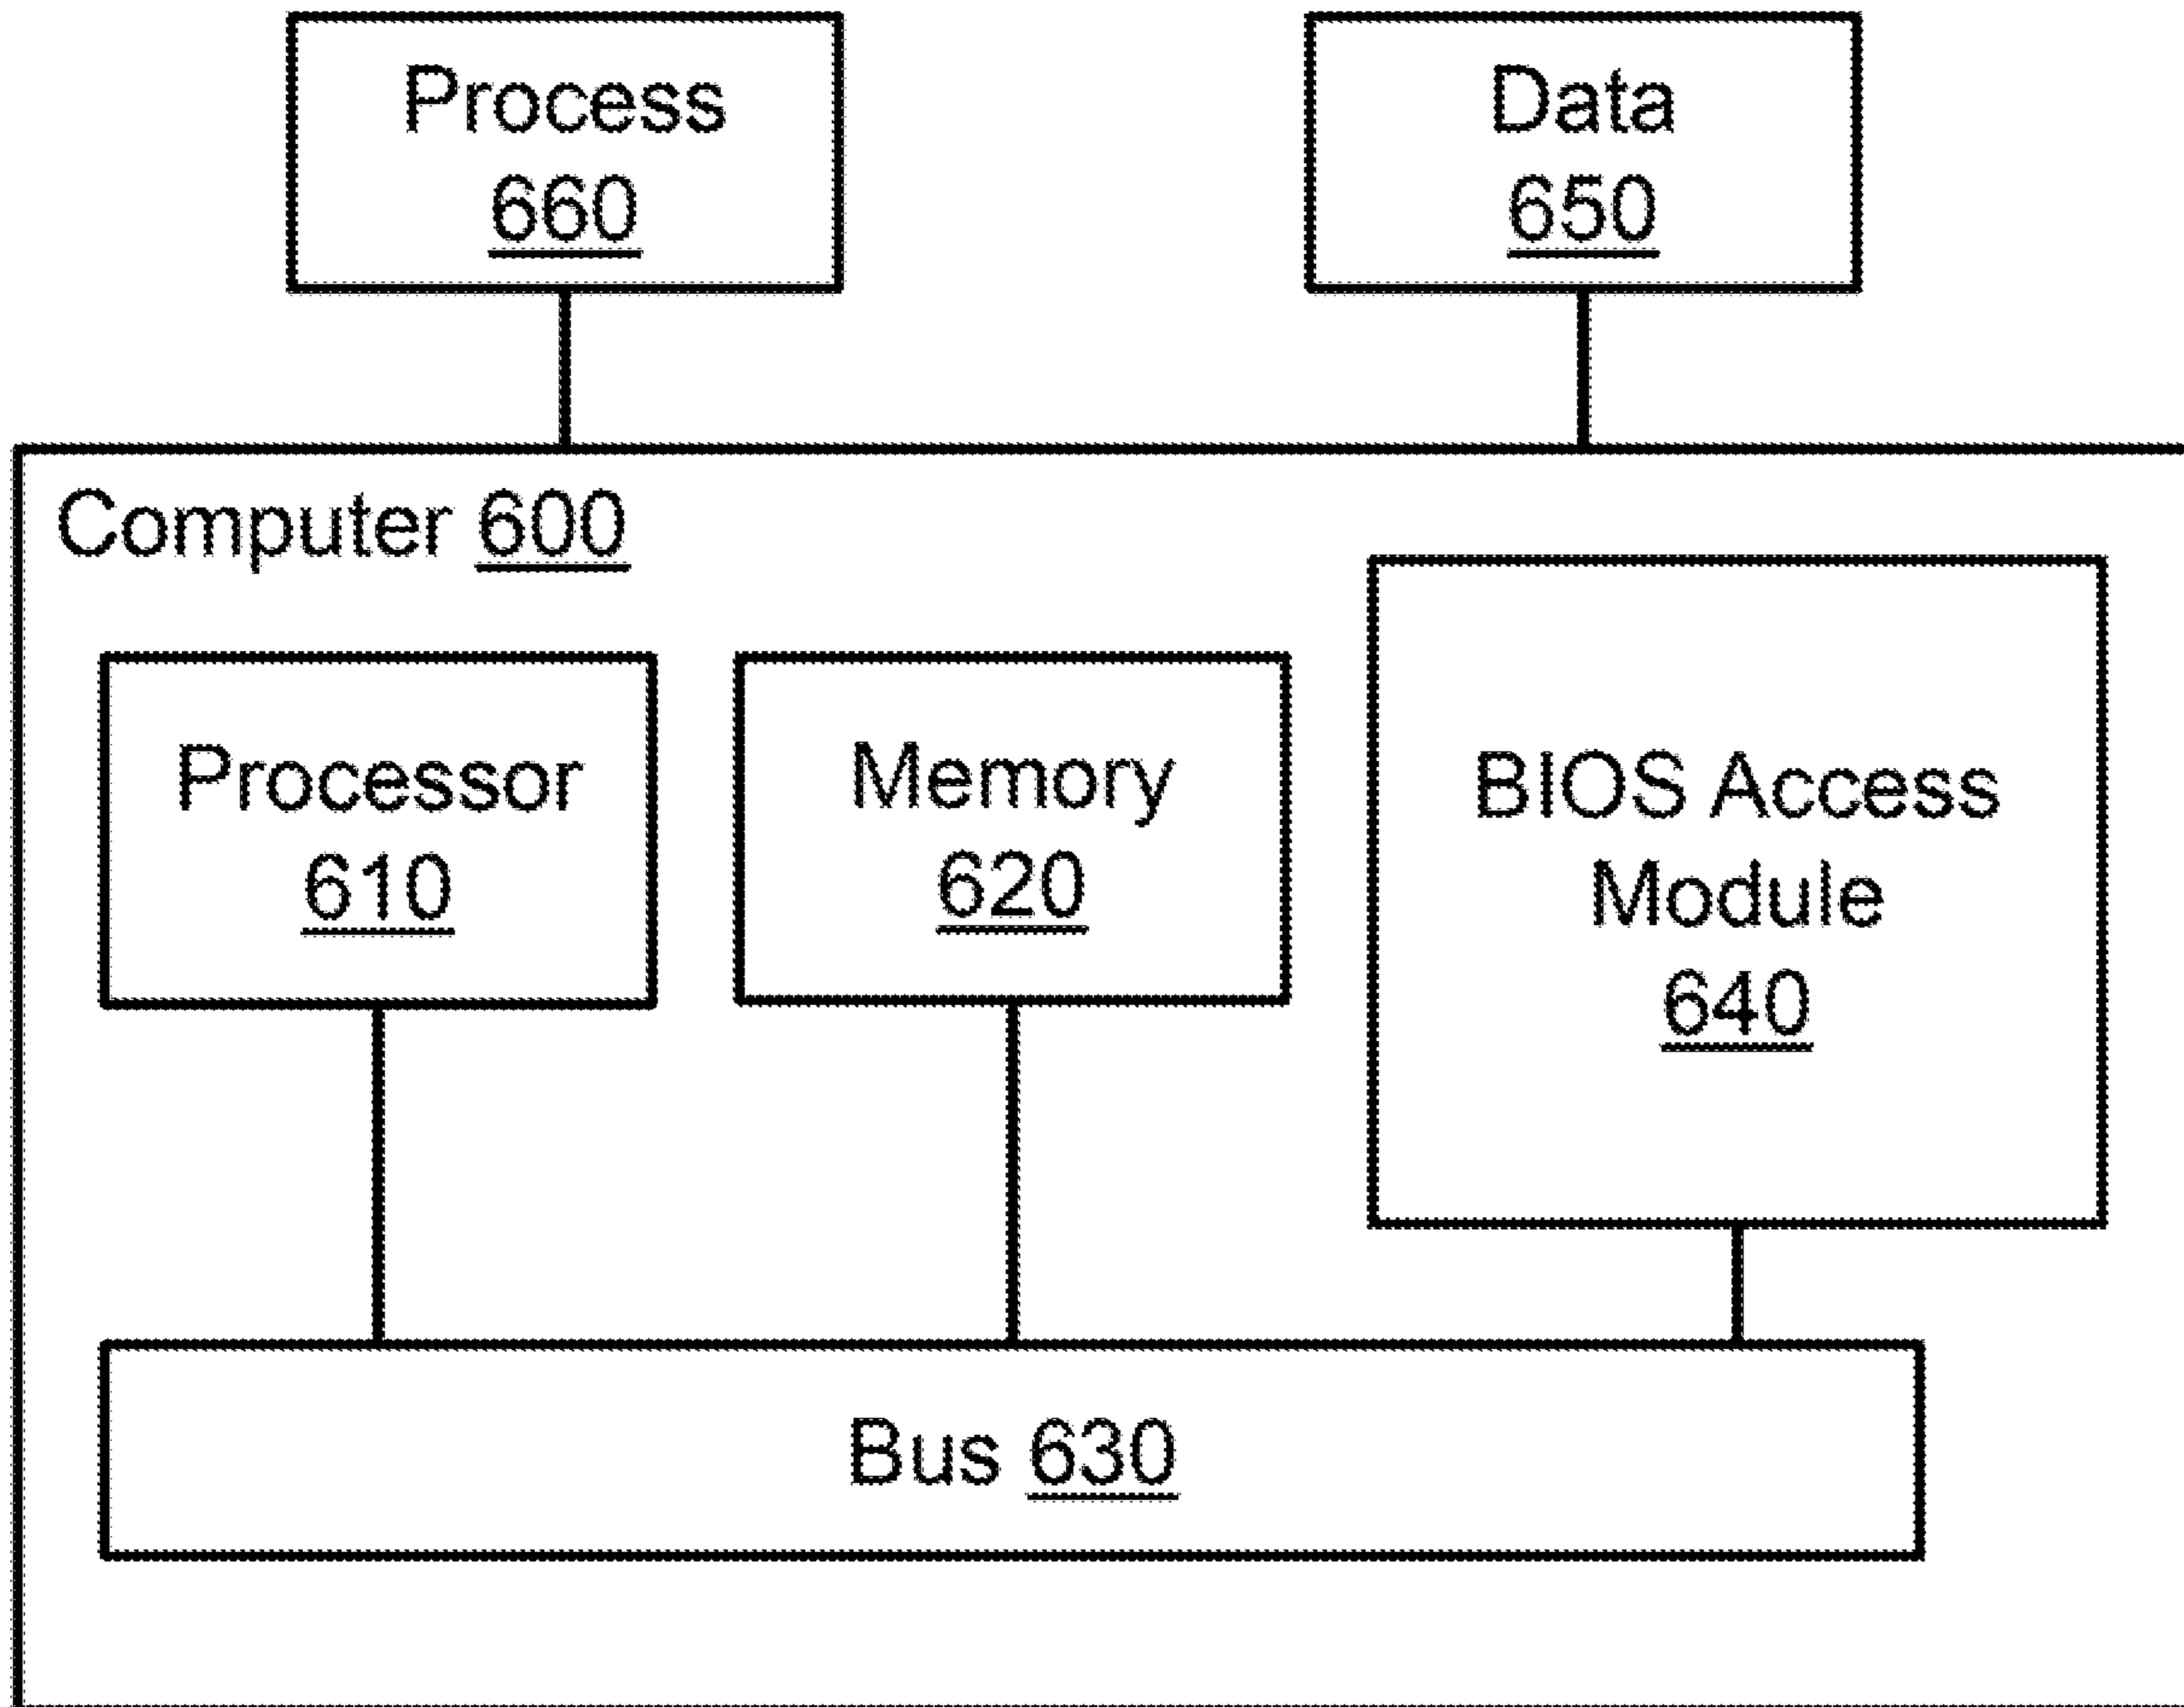 Process
660
Data
650
Computer 600
Processor
610
Memory
620
BIOS Access
Module
640
Bus 630